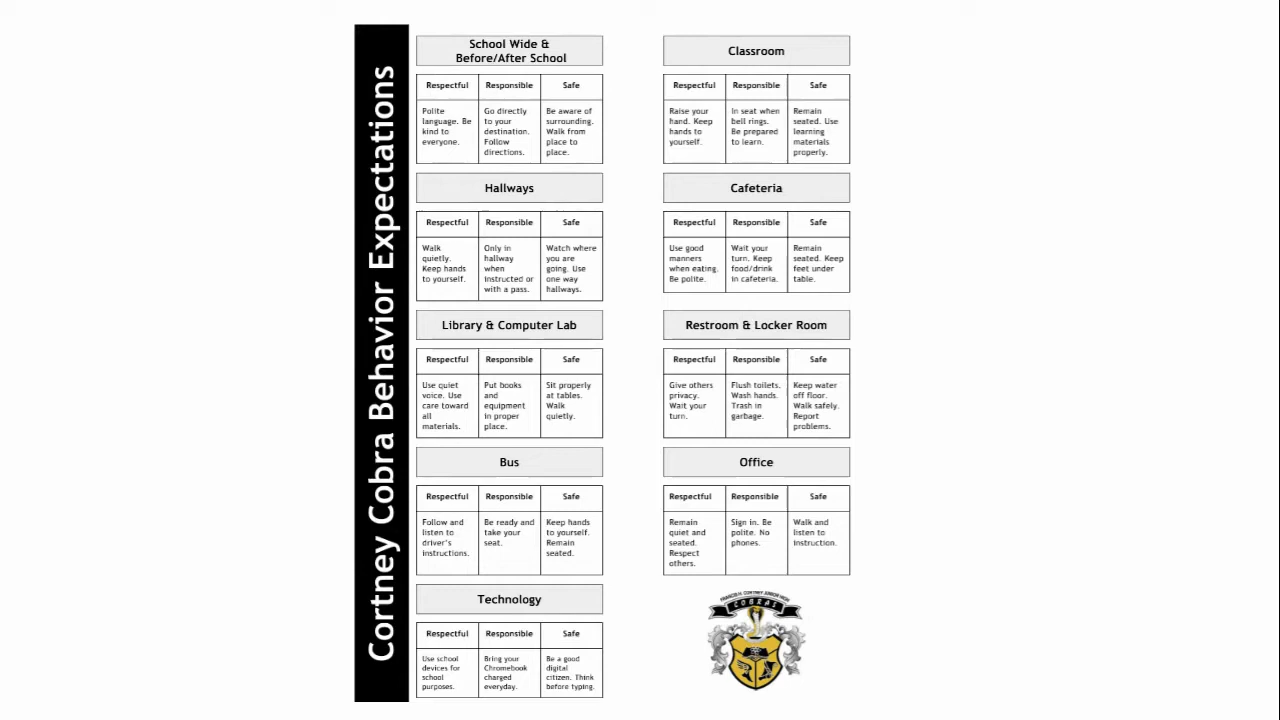 Cortney Cobra Behavior Expectations
School Wide &
Before/After School
Respectful Responsible Safe
Polite
language. Be
kind to
everyone.
Go directly
to your
destination.
Follow
directions.
Be aware of
surrounding.
Walk from
place to
place.
Classroom
Respectful Responsible Safe
Raise your
hand. Keep
hands to
yourself.
In seat when
bell rings.
Be prepared
to learn.
Remain
seated. Use
learning
materials
properly.
Hallways
Respectful Responsible Safe
Walk
quietly.
Keep hands
to yourself.
Only in
hallway
when
instructed or
with a pass.
Watch where
you are
going. Use
one way
hallways.
Cafeteria
Respectful Responsible Safe
Use good
manners
when eating.
Be polite.
Wait your
turn. Keep
food/drink
in cafeteria.
Remain
seated. Keep
feet under
table.
Library & Computer Lab
Respectful Responsible Safe
Use quiet
voice. Use
care toward
all
materials.
Put books
and
equipment
in proper
place.
Sit properly
at tables.
Walk
quietly.
Restroom & Locker Room
Respectful Responsible Safe
Give others
privacy.
Wait your
turn.
Flush toilets.
Wash hands.
Trash in
garbage.
Keep water
off floor.
Walk safely.
Report
problems.
Bus
Respectful Responsible Safe
Follow and
listen to
driver's
instructions.
Be ready and
take your
seat.
Keep hands
to yourself.
Remain
seated.
Office
Respectful Responsible Safe
Remain
quiet and
seated.
Respect
others.
Sign in. Be
polite. No
phones.
Walk and
listen to
instruction.
Technology
Respectful Responsible Safe
Use school
devices for
school
purposes.
Bring your
Chromebook
charged
everyday.
Be a good
digital
citizen. Think
before typing.
FRANCIS H. CORTNEY JUNIOR HIGH
COBRAS